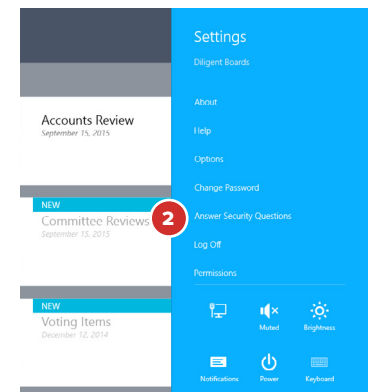 Accounts Review
September 15, 2015
NEW
Committee Reviews
September 15, 2015
NEW
Voting Items
December 12, 2014
2
Settings
Diligent Boards
About
Help
Options
Change Password
Answer Security Questions
Log Off
Permissions
Muted
Brightness
Notifications
Power
Keyboard